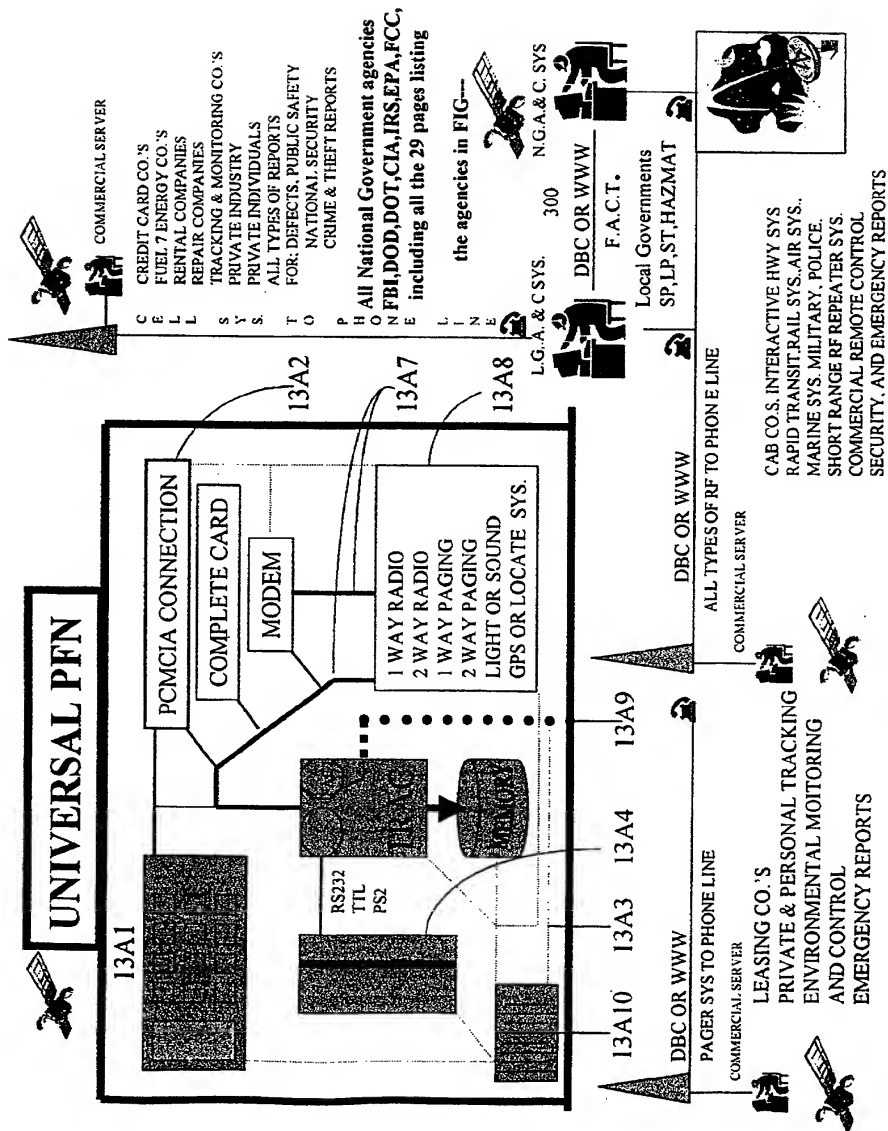 UNIVERSAL PFN
13A1
PCMCIA CONNECTION
COMPLETE CARD
MODEM
1 WAY RADIO
2 WAY RADIO
1 WAY PAGING
2 WAY PAGING
LIGHT OR SOUND
GPS OR LOCATE SYS.
RS232
TTL
PS2
TRAC
MEMORY
13A2
13A7
13A8
13A10
13A3
13A4
13A9
COMMERCIAL SERVER
CELL SYS. TO PHONE LINE
CREDIT CARD CO.'S
FUEL 7 ENERGY CO.'S
RENTAL COMPANIES
REPAIR COMPANIES
TRACKING & MONITORING CO.'S
PRIVATE INDUSTRY
PRIVATE INDIVIDUALS
ALL TYPES OF REPORTS
FOR: DEFECTS, PUBLIC SAFETY
NATIONAL SECURITY
CRIME & THEFT REPORTS
All National Government agencies
FBI,DOD,DOT,CIA,IRS,EPA,FCC,
including all the 29 pages listing
the agencies in FIG---
L.G.A. & C SYS.
300
N.G.A.& C. SYS
DBC OR WWW
F.A.C.T.
Local Governments
SP,LP,ST,HAZMAT
DBC OR WWW
PAGER SYS TO PHONE LINE
COMMERCIAL SERVER
LEASING CO.'S
PRIVATE & PERSONAL TRACKING
ENVIRONMENTAL MOITORING
AND CONTROL
EMERGENCY REPORTS
DBC OR WWW
ALL TYPES OF RF TO PHONE LINE
COMMERCIAL SERVER
CAB CO.S. INTERACTIVE HWY SYS
RAPID TRANSIT.RAIL SYS..AIR SYS..
MARINE SYS. MILITARY. POLICE.
SHORT RANGE RF REPEATER SYS.
COMMERCIAL REMOTE CONTROL
SECURITY, AND EMERGENCY REPORTS